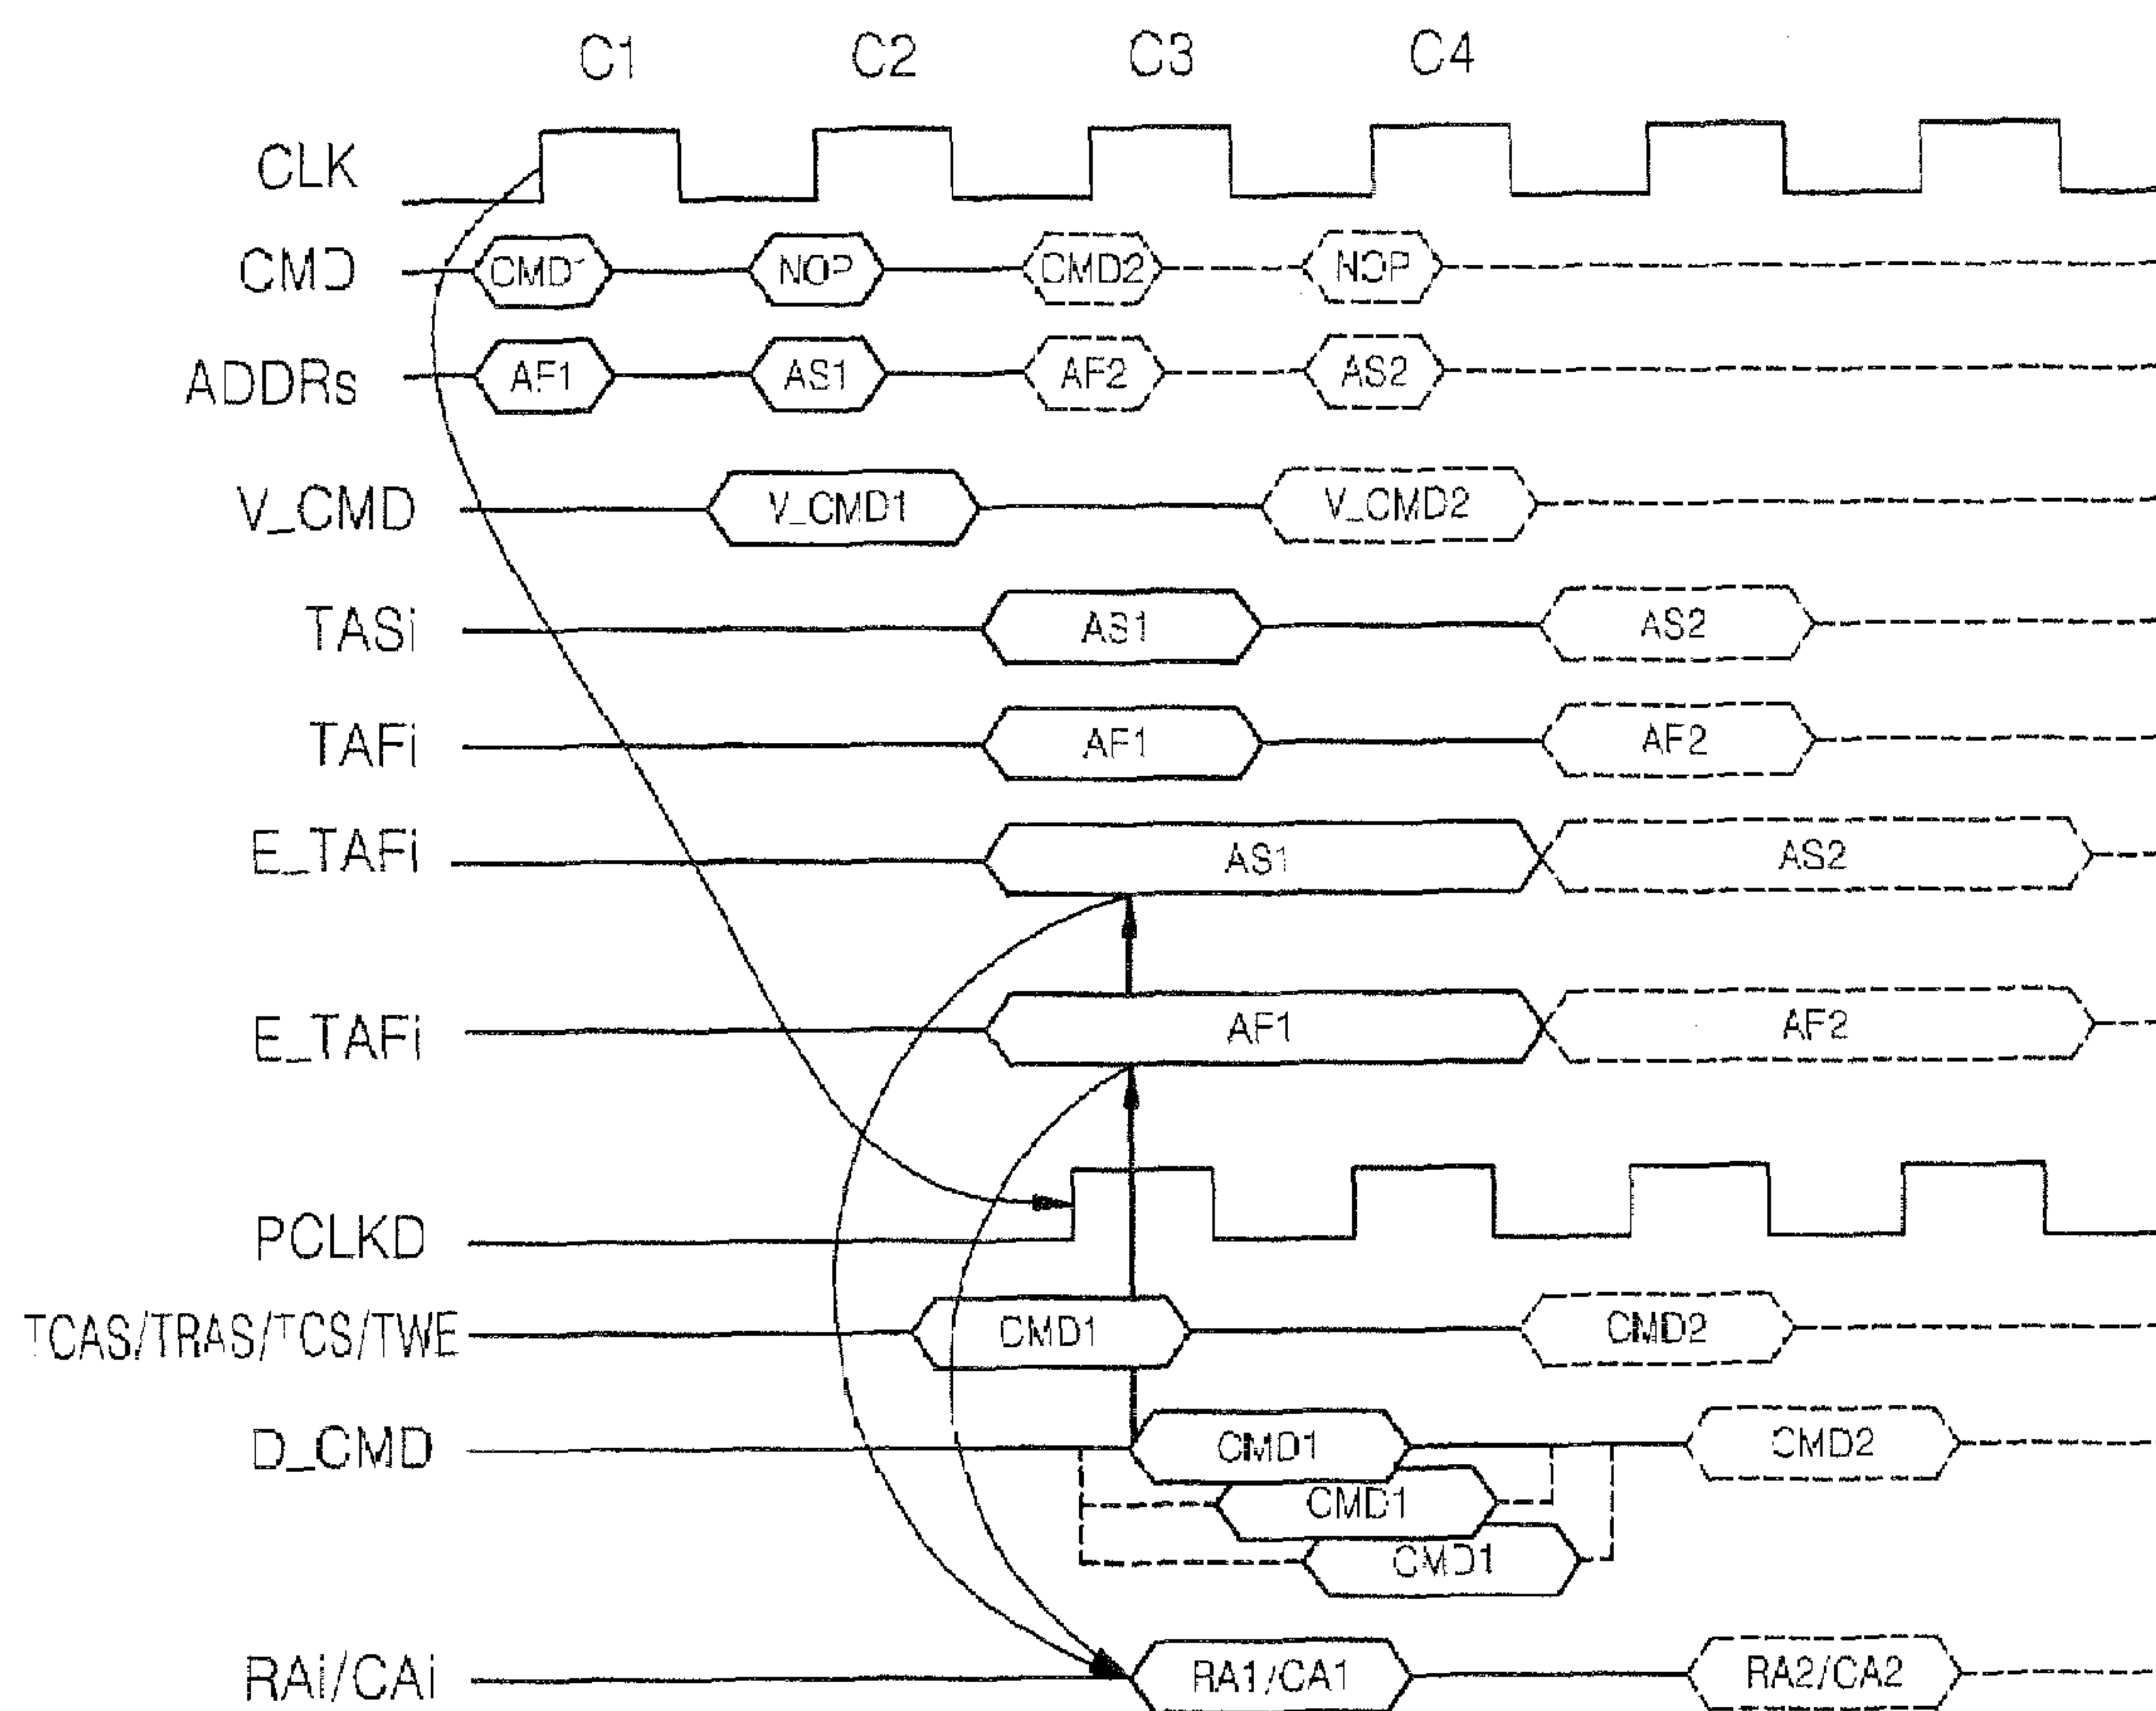 C1 C2 C3 C4
CLK
CMD CMD1 NOP CMD2 NOP
ADDRs AF1 AS1 AF2 AS2
V_CMD V_CMD1 V_CMD2
TASi AS1 AS2
TAFi AF1 AF2
E_TAFi AS1 AS2
E_TAFi AF1 AF2
PCLKD
TCAS/TRAS/TCS/TWE CMD1 CMD2
D_CMD CMD1 CMD2
CMD1
CMD1
RAi/CAi RA1/CA1 RA2/CA2